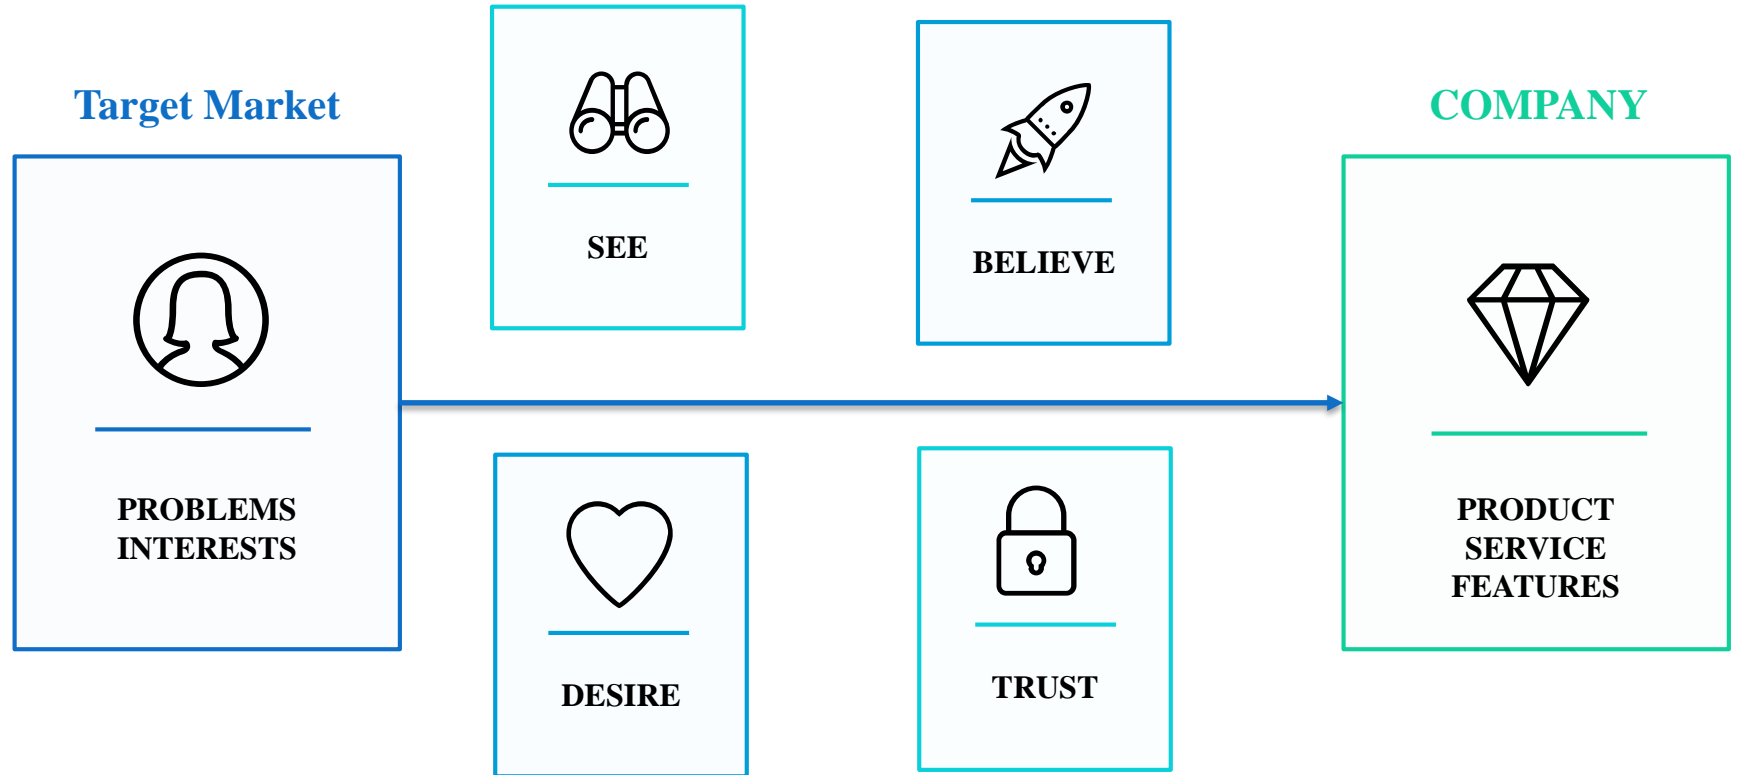 Target Market
PROBLEMS
INTERESTS
SEE
DESIRE
BELIEVE
TRUST
COMPANY
PRODUCT
SERVICE
FEATURES